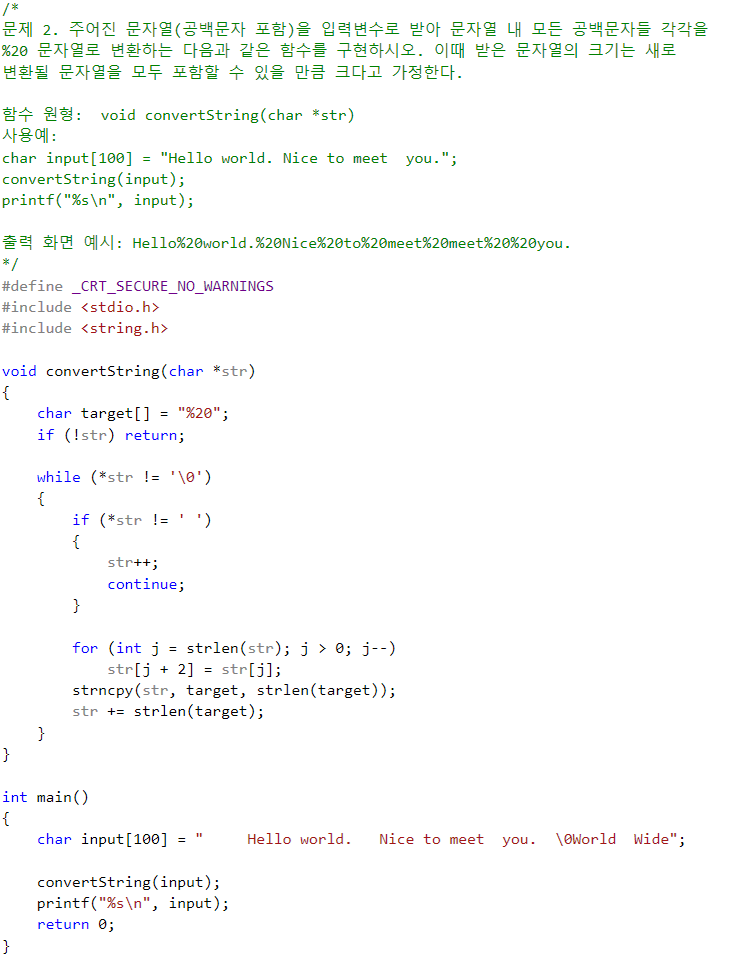 /*
문제 2. 주어진 문자열(공백문자 포함)을 입력변수로 받아 문자열 내 모든 공백문자들 각각을
%20 문자열로 변환하는 다음과 같은 함수를 구현하시오. 이때 받은 문자열의 크기는 새로
변환될 문자열을 모두 포함할 수 있을 만큼 크다고 가정한다.

함수 원형:  void convertString(char *str)
사용예:
char input[100] = "Hello world. Nice to meet  you.";
convertString(input);
printf("%s\n", input);

출력 화면 예시: Hello%20world.%20Nice%20to%20meet%20meet%20%20you.
*/
#define _CRT_SECURE_NO_WARNINGS
#include <stdio.h>
#include <string.h>

void convertString(char *str)
{
    char target[] = "%20";
    if (!str) return;

    while (*str != '\0')
    {
        if (*str != ' ')
        {
            str++;
            continue;
        }

        for (int j = strlen(str); j > 0; j--)
            str[j + 2] = str[j];
        strncpy(str, target, strlen(target));
        str += strlen(target);
    }
}

int main()
{
    char input[100] = "     Hello world.   Nice to meet  you.  \0World  Wide";

    convertString(input);
    printf("%s\n", input);
    return 0;
}